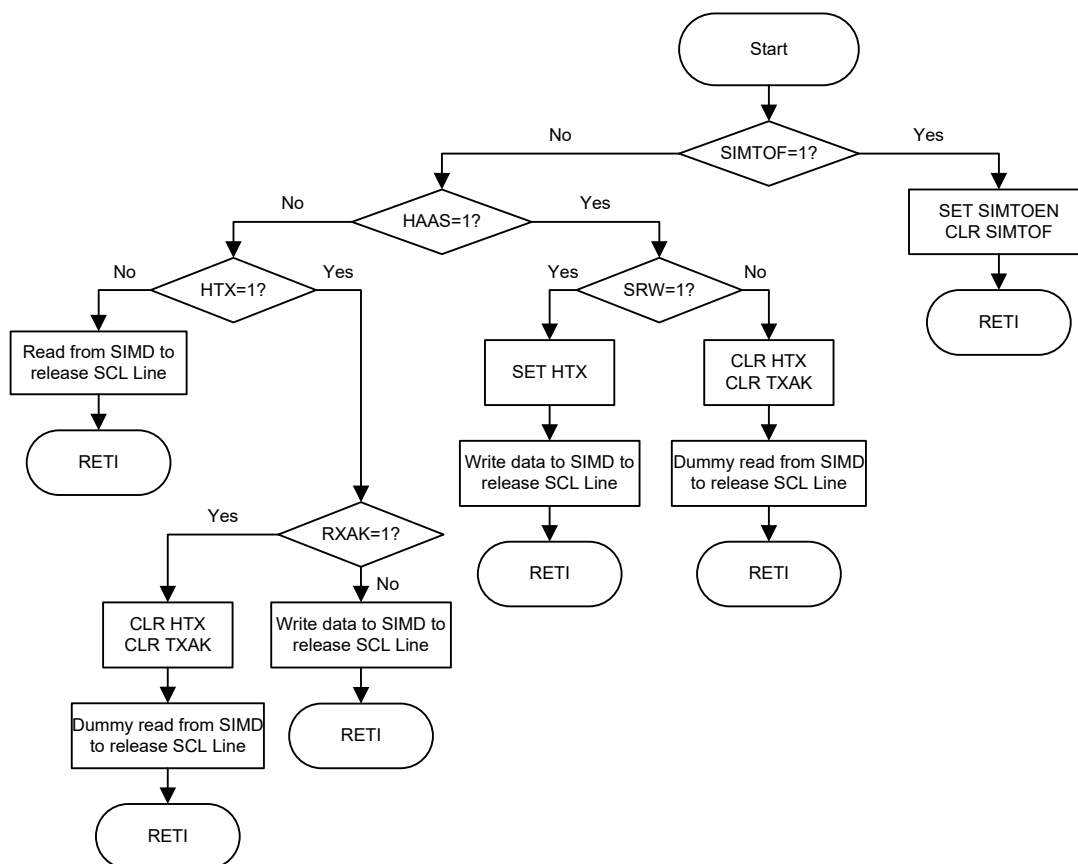 Start
No
SIMTOF=1?
Yes
No
HAAS=1?
Yes
SET SIMTOEN
CLR SIMTOF
No
HTX=1?
Yes
Yes
SRW=1?
No
RETI
Read from SIMD to
release SCL Line
SET HTX
CLR HTX
CLR TXAK
RETI
Write data to SIMD to
release SCL Line
Dummy read from SIMD
to release SCL Line
Yes
RXAK=1?
No
RETI
RETI
CLR HTX
CLR TXAK
Write data to SIMD to
release SCL Line
Dummy read from SIMD
to release SCL Line
RETI
RETI